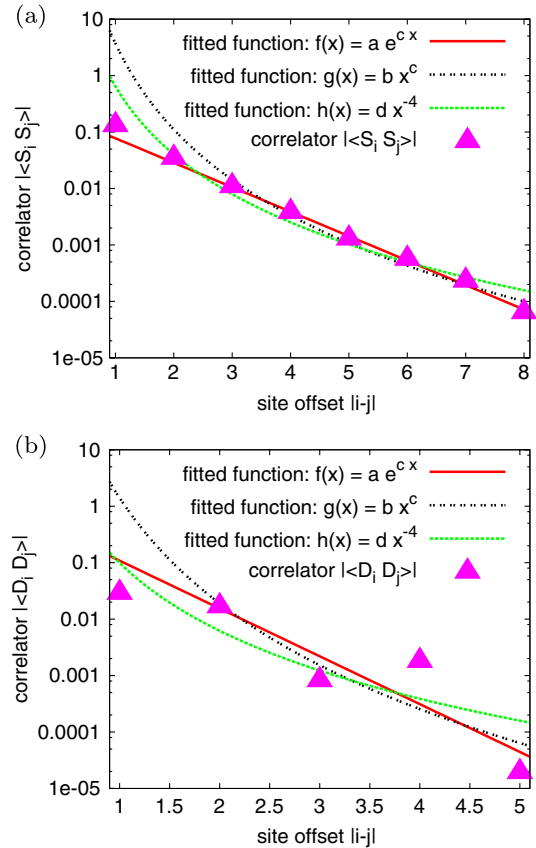 (a)
10
1
0.1
0.01
0.001
0.0001
1e-05
correlator |<S_i S_j>|
fitted function: f(x) = a e^{c x}
fitted function: g(x) = b x^c
fitted function: h(x) = d x^{-4}
correlator |<S_i S_j>|
1 2 3 4 5 6 7 8
site offset |i-j|
(b)
10
1
0.1
0.01
0.001
0.0001
1e-05
correlator |<D_i D_j>|
fitted function: f(x) = a e^{c x}
fitted function: g(x) = b x^c
fitted function: h(x) = d x^{-4}
correlator |<D_i D_j>|
1 1.5 2 2.5 3 3.5 4 4.5 5
site offset |i-j|